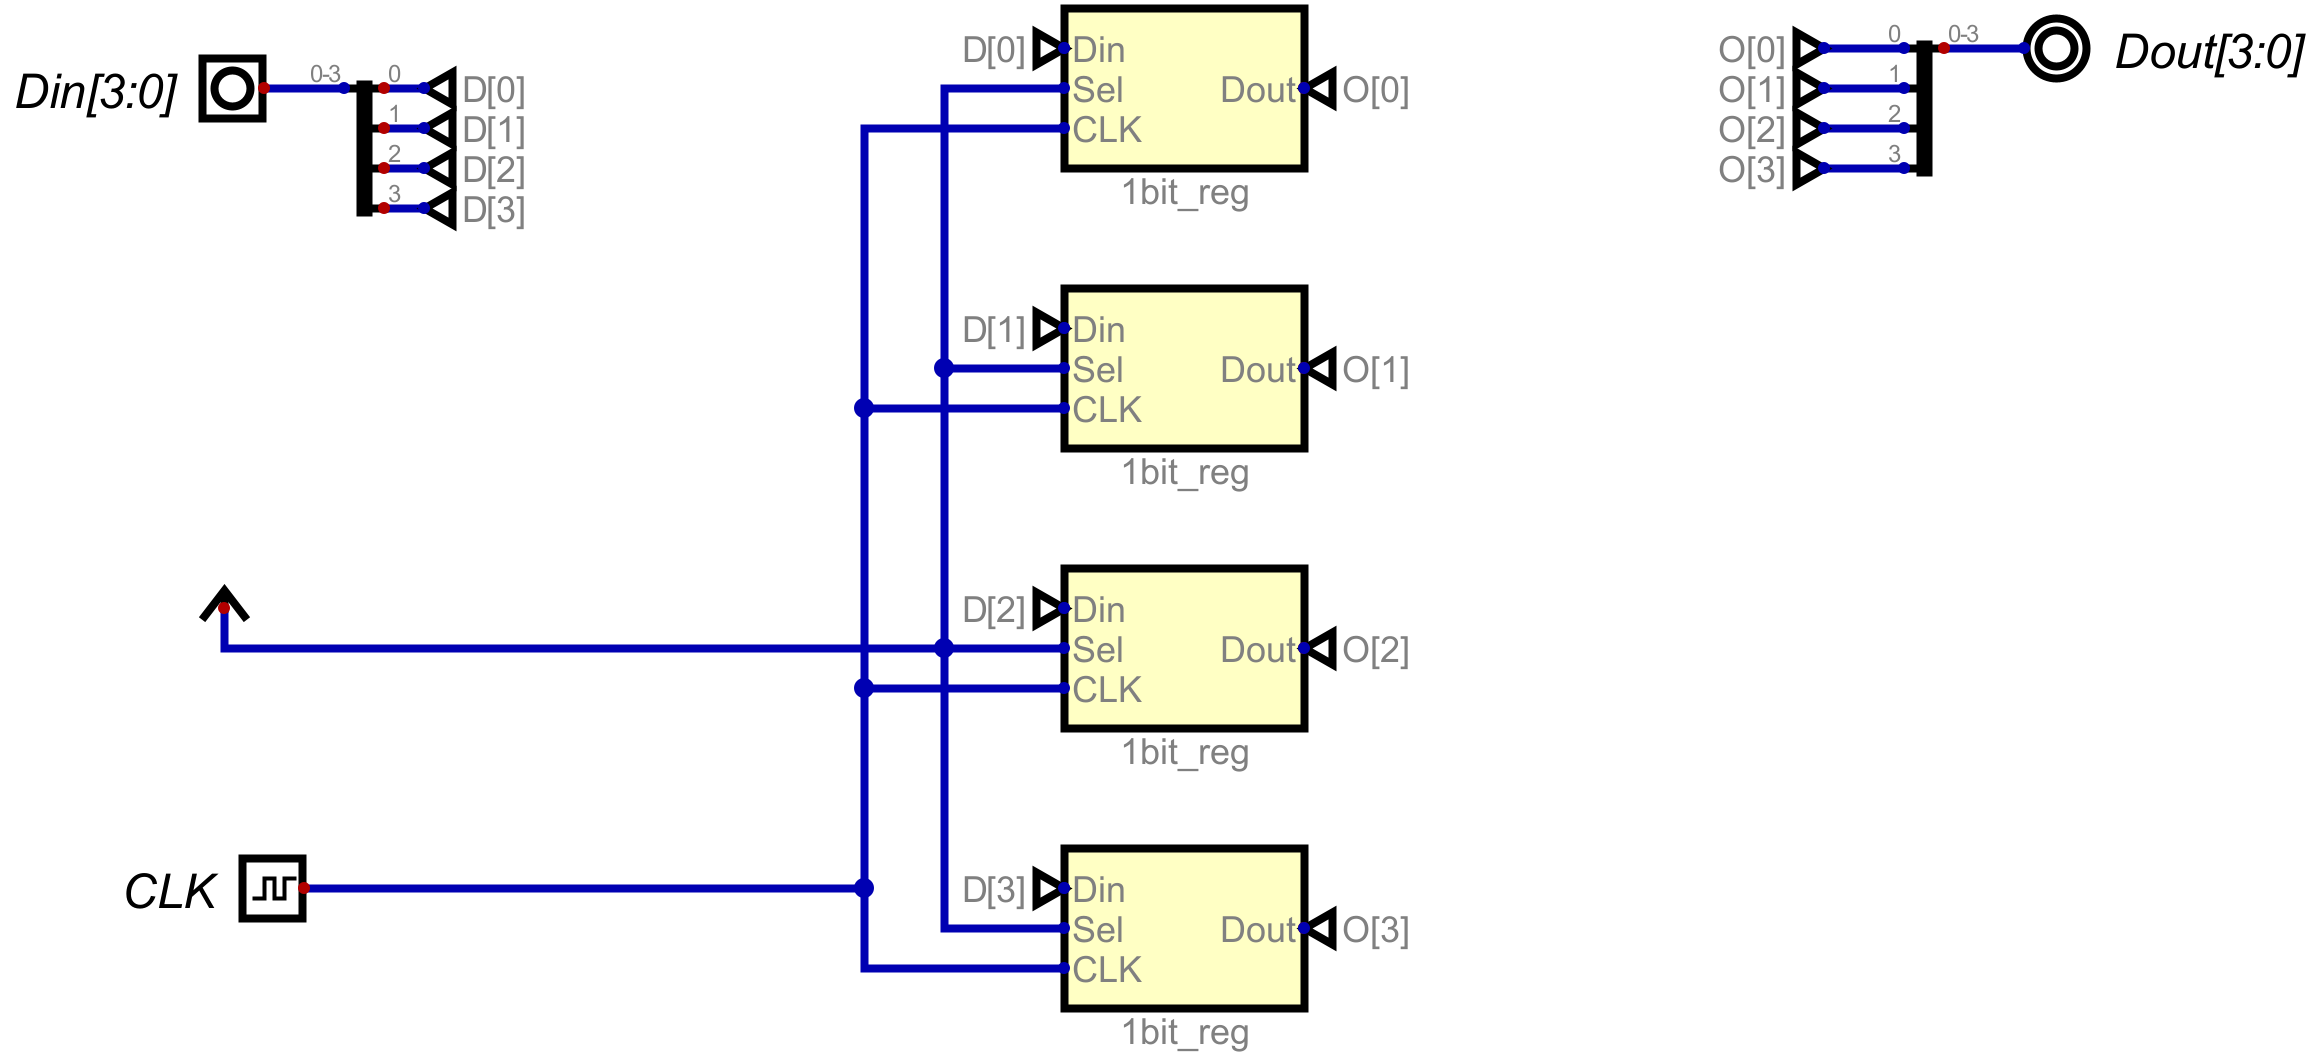 Din[3:0]
0-3
0
D[0]
1
D[1]
2
D[2]
3
D[3]
D[0]
Din
Sel
Dout
O[0]
CLK
1bit_reg
D[1]
Din
Sel
Dout
O[1]
CLK
1bit_reg
D[2]
Din
Sel
Dout
O[2]
CLK
1bit_reg
CLK
D[3]
Din
Sel
Dout
O[3]
CLK
1bit_reg
O[0]
0
0-3
Dout[3:0]
O[1]
1
O[2]
2
O[3]
3